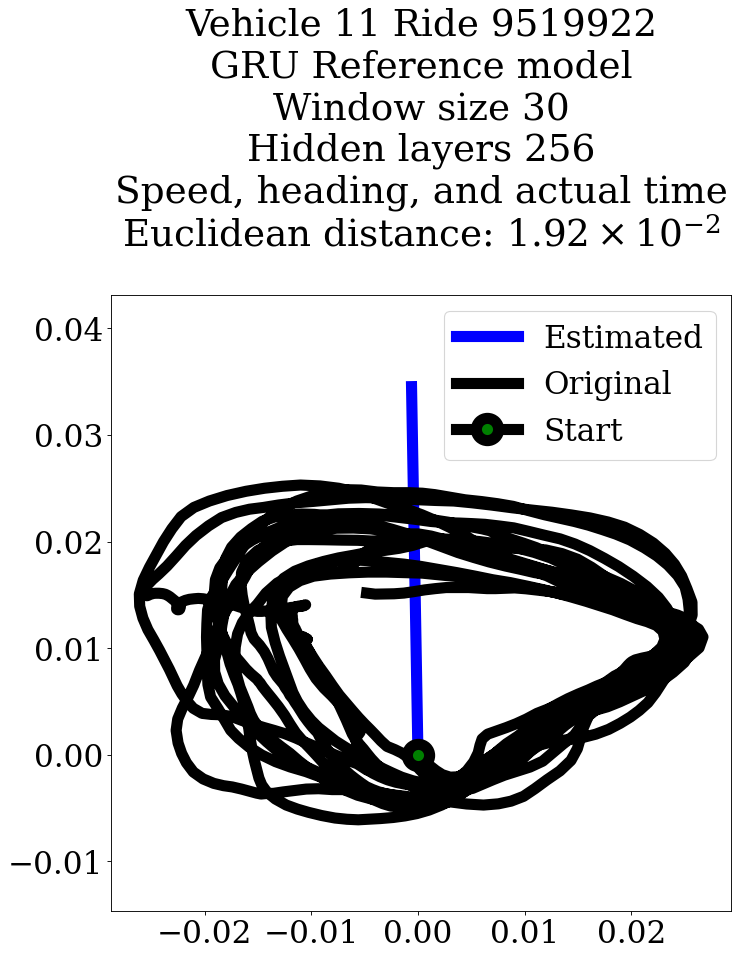 Vehicle 11 Ride 9519922
GRU Reference model
Window size 30
Hidden layers 256
Speed, heading, and actual time
Euclidean distance: 1.92 × 10⁻²
Estimated
Original
Start
0.04
0.03
0.02
0.01
0.00
−0.01
−0.02
−0.01
0.00
0.01
0.02